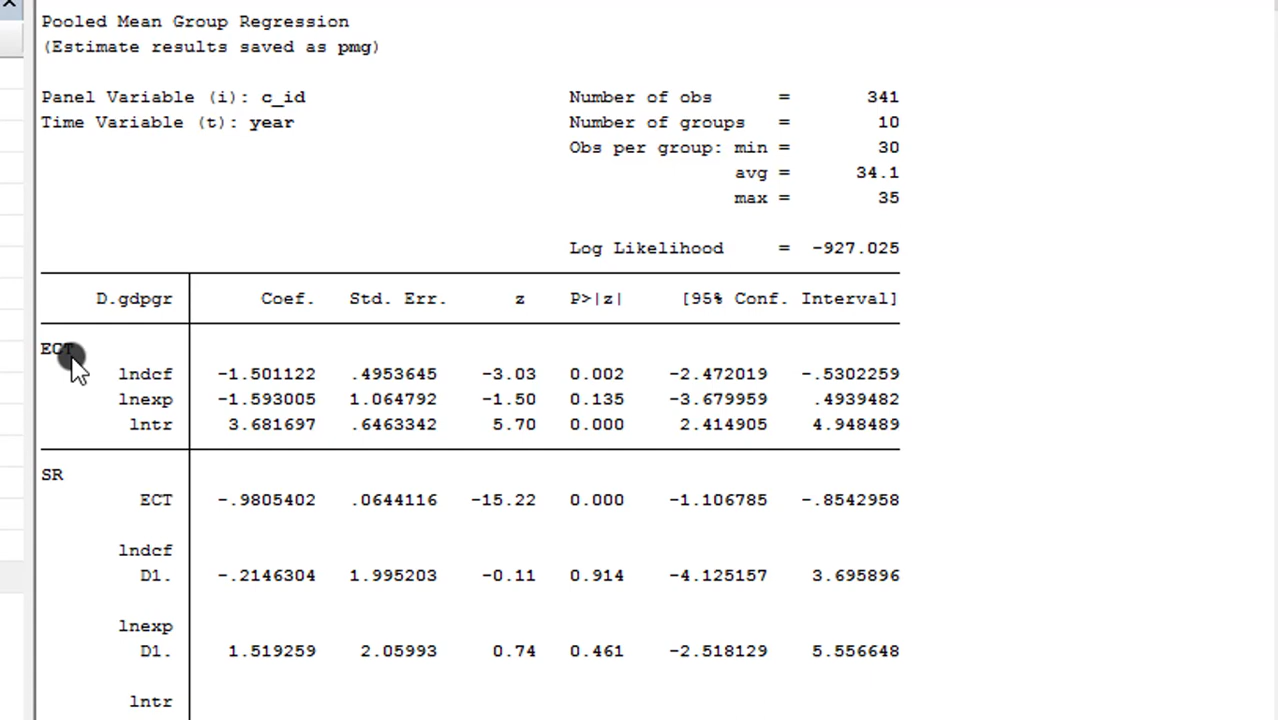 Pooled Mean Group Regression
(Estimate results saved as pmg)
Panel Variable (i): c_id Number of obs = 341
Time Variable (t): year Number of groups = 10
Obs per group: min = 30
avg = 34.1
max = 35
Log Likelihood = -927.025
D.gdpgr Coef. Std. Err. z P>|z| [95% Conf. Interval]
ECT
lndcf -1.501122 .4953645 -3.03 0.002 -2.472019 -.5302259
lnexp -1.593005 1.064792 -1.50 0.135 -3.679959 .4939482
lntr 3.681697 .6463342 5.70 0.000 2.414905 4.948489
SR
ECT -.9805402 .0644116 -15.22 0.000 -1.106785 -.8542958
lndcf
D1. -.2146304 1.995203 -0.11 0.914 -4.125157 3.695896
lnexp
D1. 1.519259 2.05993 0.74 0.461 -2.518129 5.556648
lntr